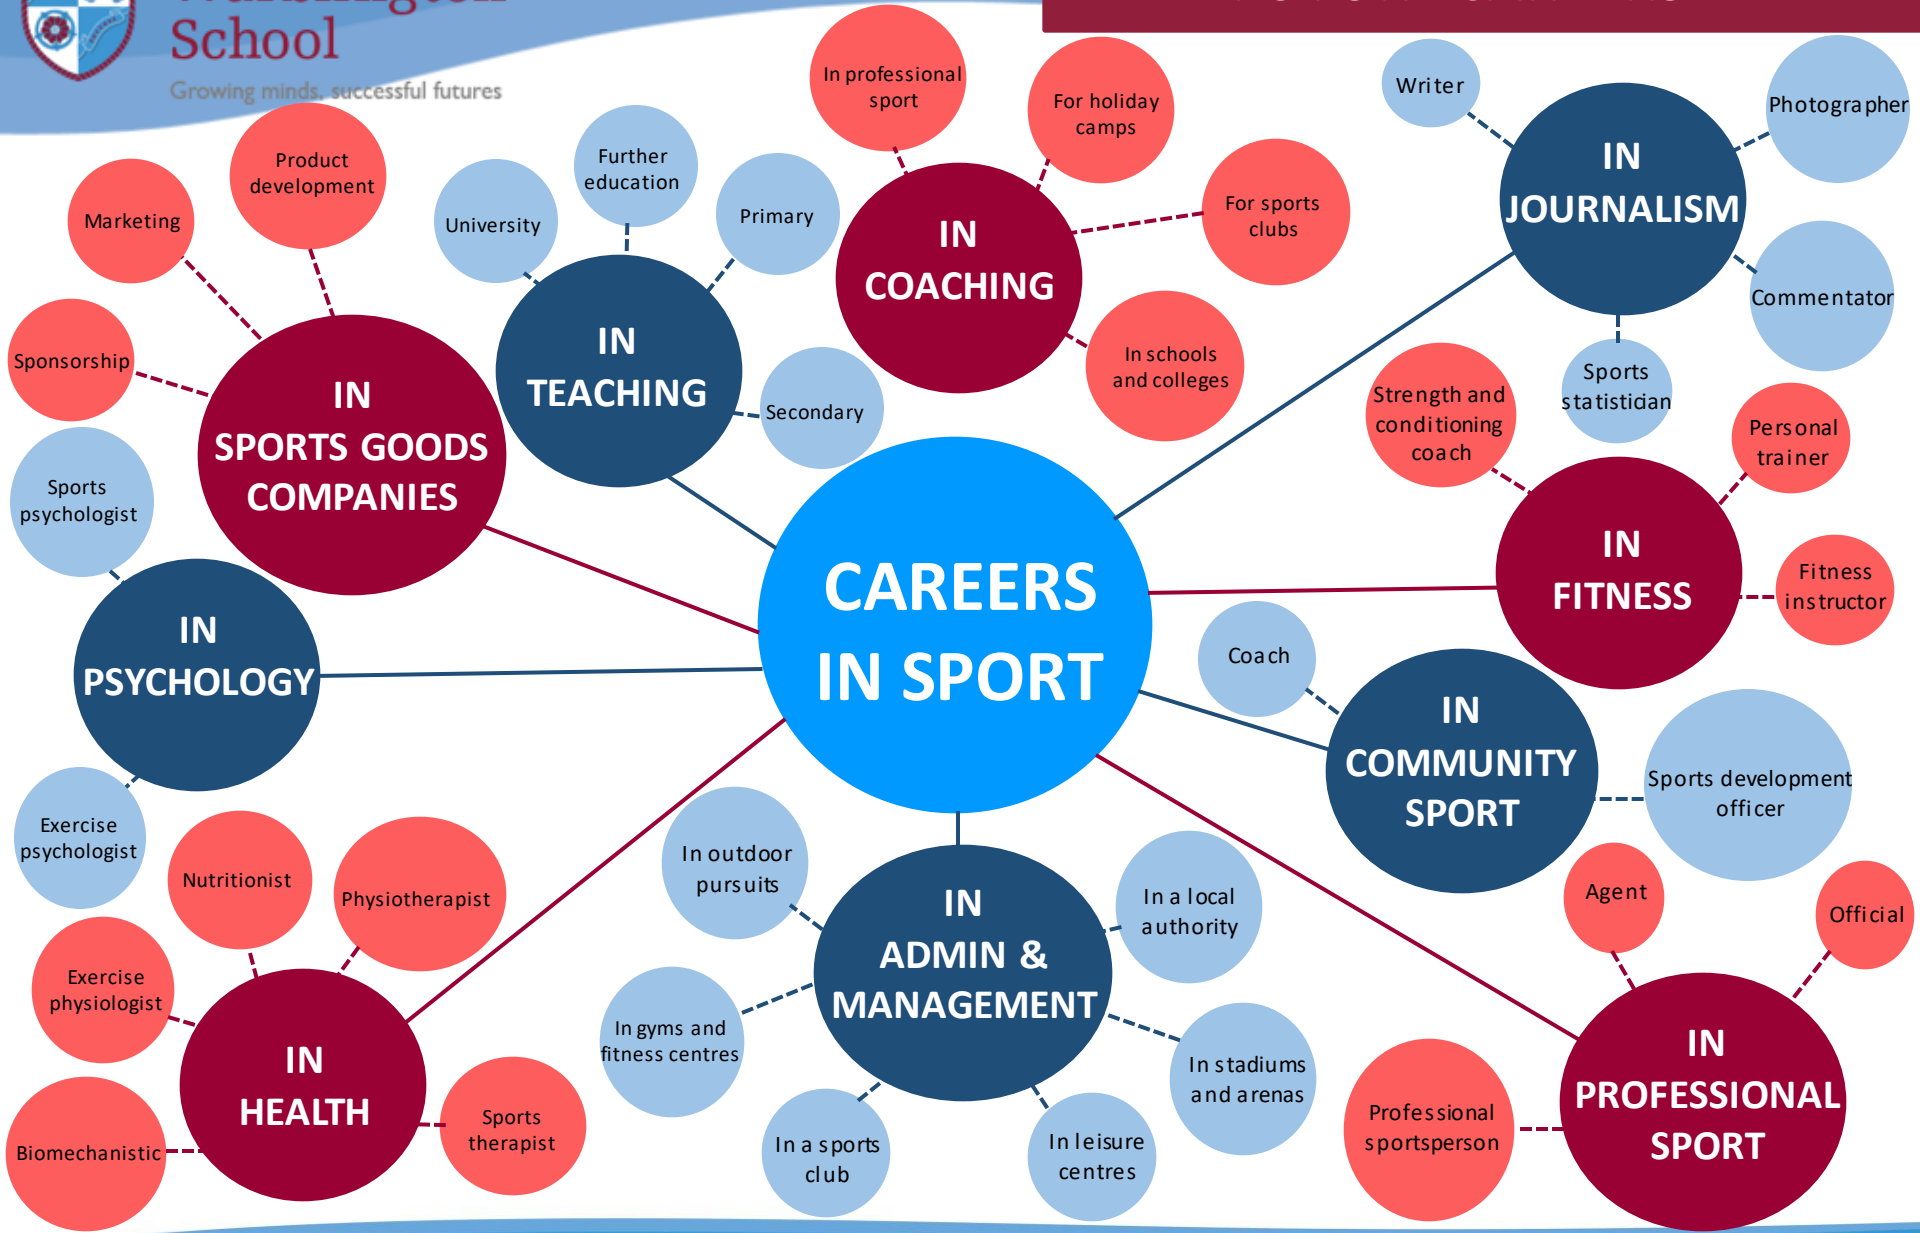 School
Growing minds, successful futures
CAREERS
IN SPORT
IN
SPORTS GOODS
COMPANIES
Product
development
Marketing
Sponsorship
IN
TEACHING
University
Further
education
Primary
Secondary
IN
COACHING
In professional
sport
For holiday
camps
For sports
clubs
In schools
and colleges
IN
JOURNALISM
Writer
Photographer
Commentator
Sports
statistician
IN
FITNESS
Strength and
conditioning
coach
Personal
trainer
Fitness
instructor
IN
COMMUNITY
SPORT
Coach
Sports development
officer
IN
PROFESSIONAL
SPORT
Agent
Official
Professional
sportsperson
IN
ADMIN &
MANAGEMENT
In outdoor
pursuits
In a local
authority
In gyms and
fitness centres
In stadiums
and arenas
In a sports
club
In leisure
centres
IN
HEALTH
Nutritionist
Physiotherapist
Exercise
physiologist
Biomechanistic
Sports
therapist
IN
PSYCHOLOGY
Sports
psychologist
Exercise
psychologist